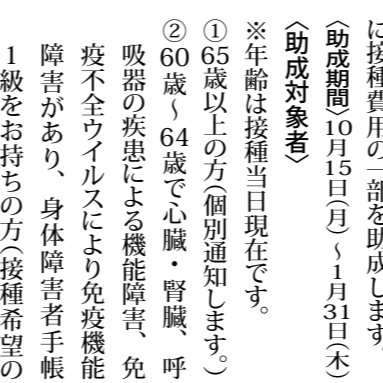 に接種費用の一部を助成します。
〈助成期間〉10月15日(月)～1月31日(木)
〈助成対象者〉
※年齢は接種当日現在です。
①65歳以上の方(個別通知します。)
②60歳～64歳で心臓・腎臓、呼
吸器の疾患による機能障害、免
疫不全ウイルスにより免疫機能
障害があり、身体障害者手帳
1級をお持ちの方(接種希望の